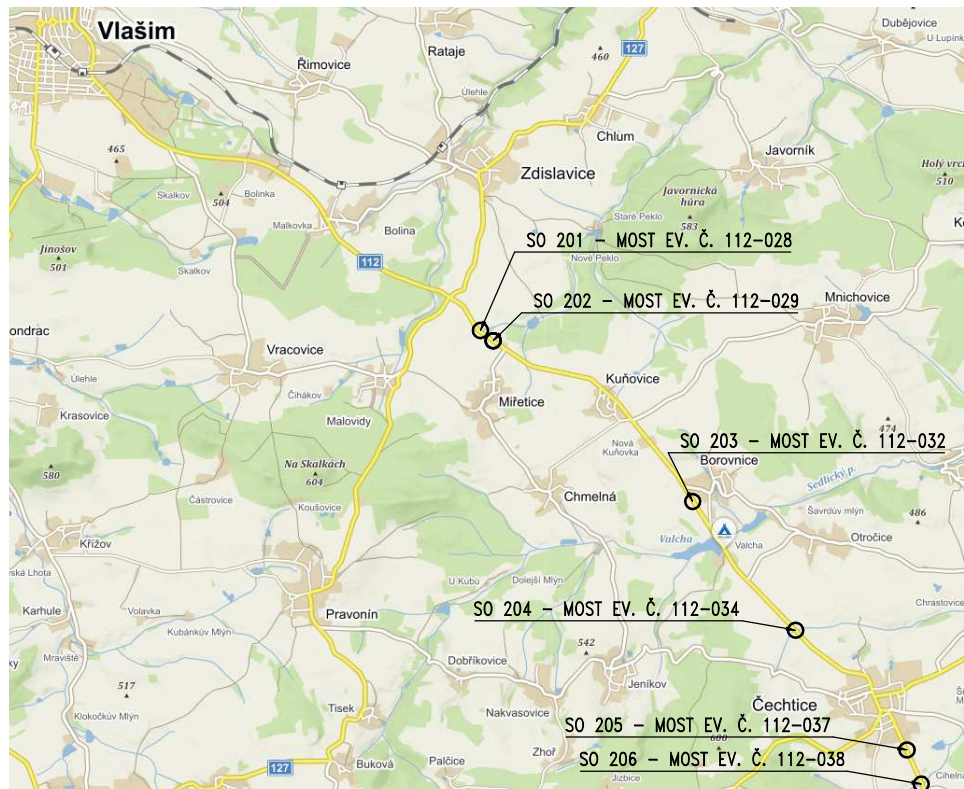 Vlašim
Dubějovice
U Lupínk
Rataje
127
460
Řimovice
Úlehle
Chlum
465
Zdislavice
Javorník
Holý vrch
510
Skalkov
504
Bolinka
Javornická
hůra
583
Malkovka
Bolina
Staré Peklo
Jinošov
501
SO 201 – MOST EV. Č. 112-028
Skalkov
112
Nové Peklo
SO 202 – MOST EV. Č. 112-029
Mnichovice
ondrac
Vracovice
Úlehle
Kuňovice
Čihákov
Miřetice
Krasovice
Malovidy
474
Nová
Kuňovka
SO 203 – MOST EV. Č. 112-032
Na Skalkách
604
Borovnice
580
Částrovice
Koušovice
Chmelná
Sedlický p.
Šavrdův mlýn
486
Křížov
Valcha
Valcha
Otročice
vská Lhota
U Kubů
Dolejší Mlýn
Karhule
Volavka
Pravonín
Chrastovice
SO 204 – MOST EV. Č. 112-034
Kubánkův Mlýn
542
Mraviště
Dobříkovice
Jeníkov
517
Čechtice
Klokočkův Mlýn
Tisek
Nakvasovice
SO 205 – MOST EV. Č. 112-037
600
Zhoř
SO 206 – MOST EV. Č. 112-038
127
Buková
Palčice
Jizbice
Cihelna